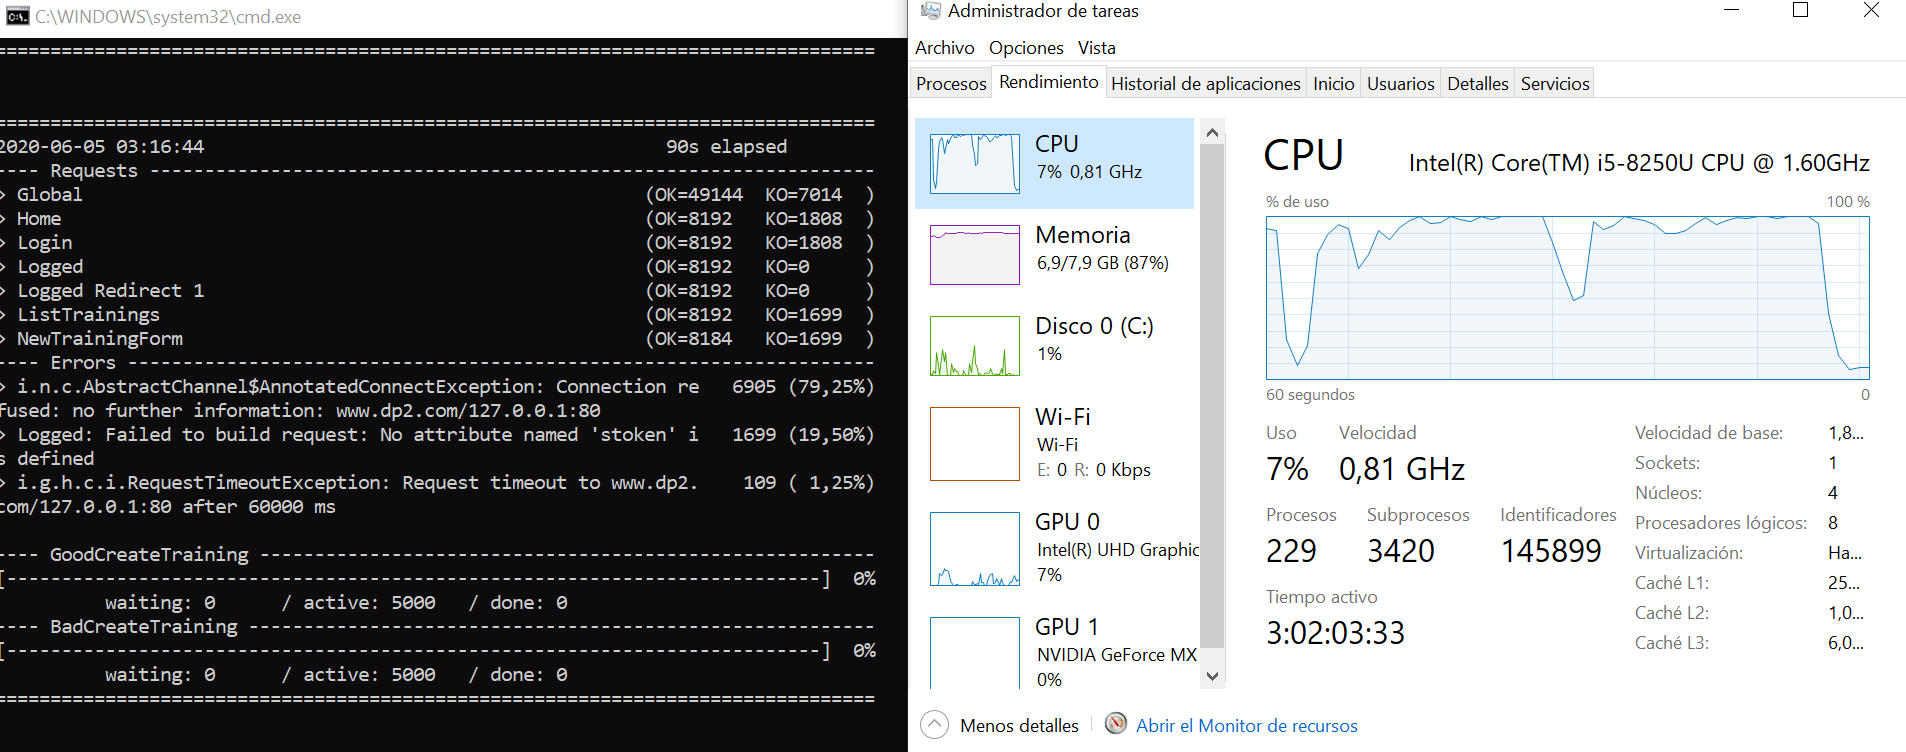 C:\WINDOWS\system32\cmd.exe
================================================================================
================================================================================
2020-06-05 03:16:44                                          90s elapsed
---- Requests ------------------------------------------------------------------
> Global                                                   (OK=49144  KO=7014  )
> Home                                                     (OK=8192   KO=1808  )
> Login                                                    (OK=8192   KO=1808  )
> Logged                                                   (OK=8192   KO=0     )
> Logged Redirect 1                                        (OK=8192   KO=0     )
> ListTrainings                                            (OK=8192   KO=1699  )
> NewTrainingForm                                          (OK=8184   KO=1699  )
---- Errors --------------------------------------------------------------------
> i.n.c.AbstractChannel$AnnotatedConnectException: Connection re   6905 (79,25%)
fused: no further information: www.dp2.com/127.0.0.1:80
> Logged: Failed to build request: No attribute named 'stoken' i   1699 (19,50%)
s defined
> i.g.h.c.i.RequestTimeoutException: Request timeout to www.dp2.    109 ( 1,25%)
com/127.0.0.1:80 after 60000 ms
---- GoodCreateTraining --------------------------------------------------------
[--------------------------------------------------------------------------]  0%
waiting: 0      / active: 5000   / done: 0
---- BadCreateTraining ---------------------------------------------------------
[--------------------------------------------------------------------------]  0%
waiting: 0      / active: 5000   / done: 0
================================================================================
Administrador de tareas
Archivo Opciones Vista
Procesos Rendimiento Historial de aplicaciones Inicio Usuarios Detalles Servicios
CPU
7% 0,81 GHz
Memoria
6,9/7,9 GB (87%)
Disco 0 (C:)
1%
Wi-Fi
Wi-Fi
E: 0 R: 0 Kbps
GPU 0
Intel(R) UHD Graphic
7%
GPU 1
NVIDIA GeForce MX
0%
CPU Intel(R) Core(TM) i5-8250U CPU @ 1.60GHz
% de uso 100 %
60 segundos 0
Uso Velocidad
7% 0,81 GHz
Procesos Subprocesos Identificadores
229 3420 145899
Tiempo activo
3:02:03:33
Velocidad de base: 1,8...
Sockets: 1
Núcleos: 4
Procesadores lógicos: 8
Virtualización: Ha...
Caché L1: 25...
Caché L2: 1,0...
Caché L3: 6,0...
Menos detalles Abrir el Monitor de recursos